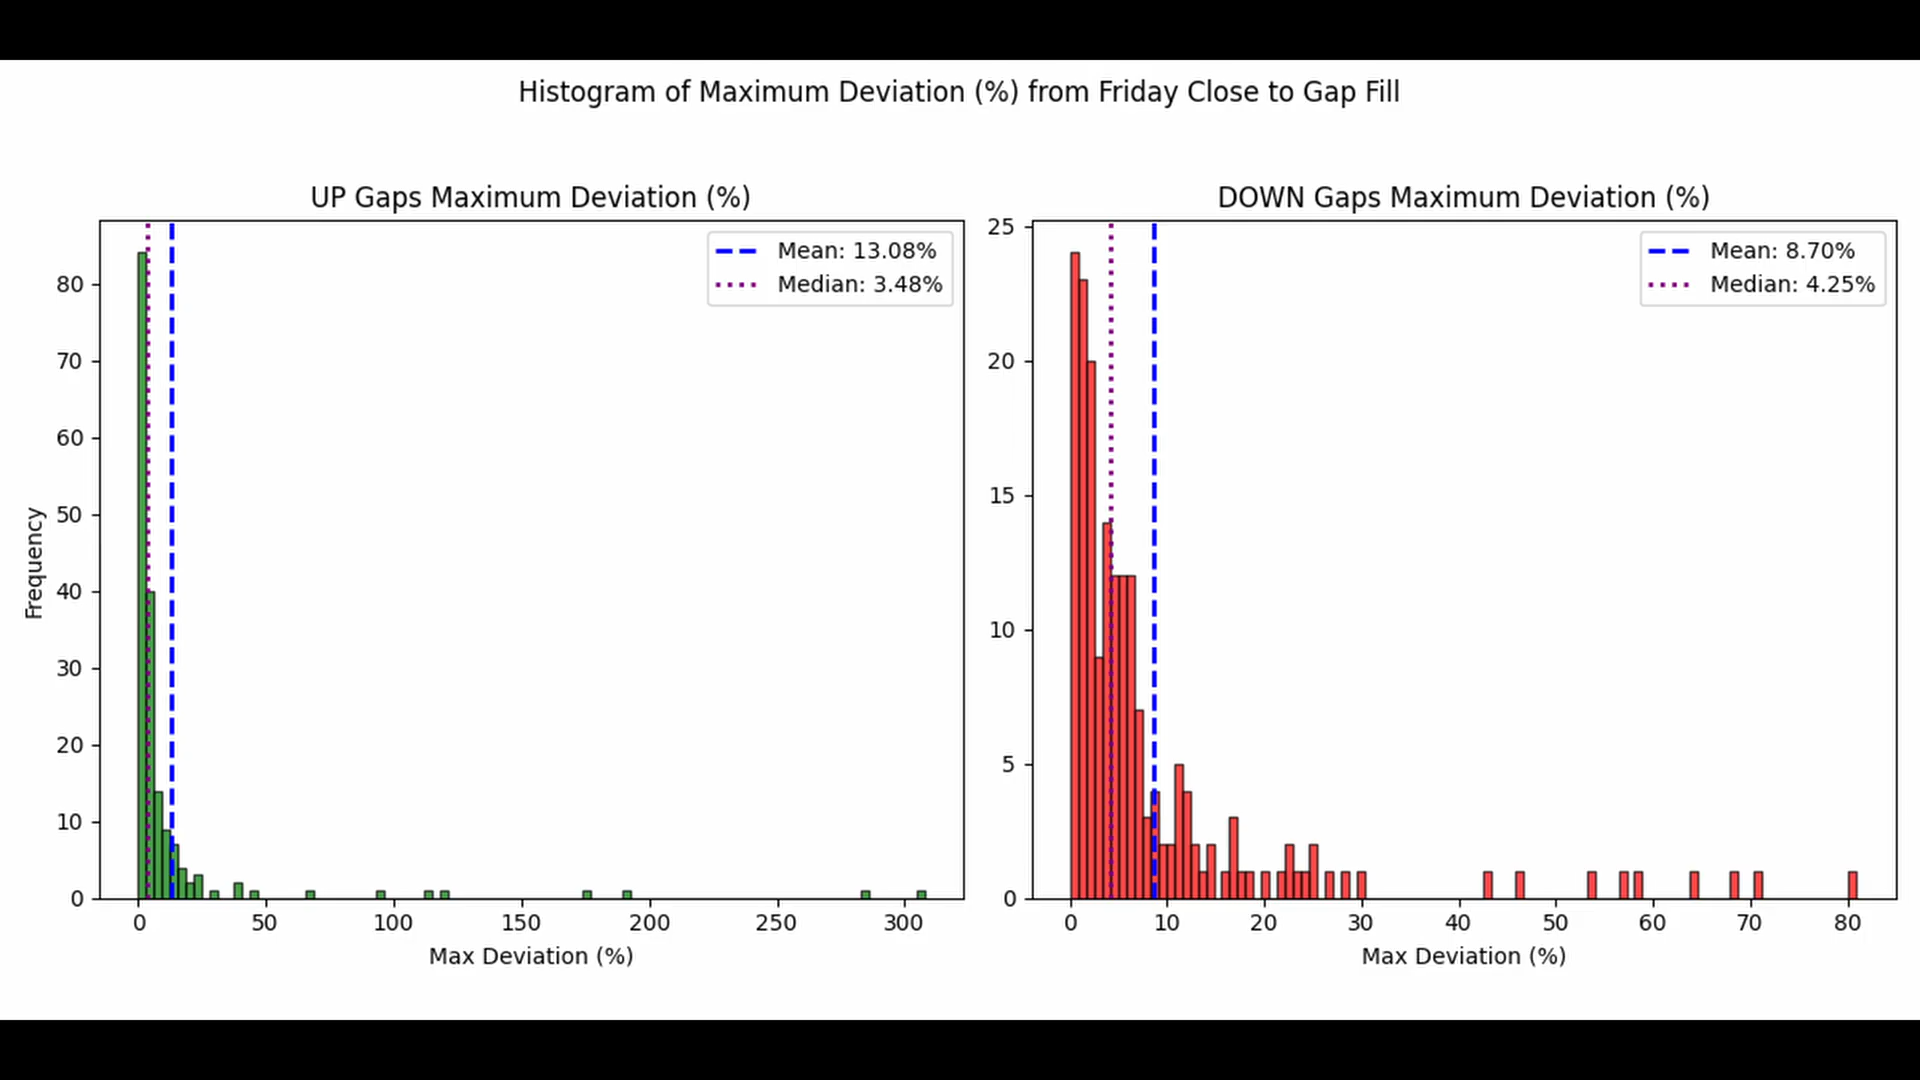 Histogram of Maximum Deviation (%) from Friday Close to Gap Fill
UP Gaps Maximum Deviation (%)
Mean: 13.08%
Median: 3.48%
Frequency
80
70
60
50
40
30
20
10
0
0 50 100 150 200 250 300
Max Deviation (%)
DOWN Gaps Maximum Deviation (%)
Mean: 8.70%
Median: 4.25%
25
20
15
10
5
0
0 10 20 30 40 50 60 70 80
Max Deviation (%)